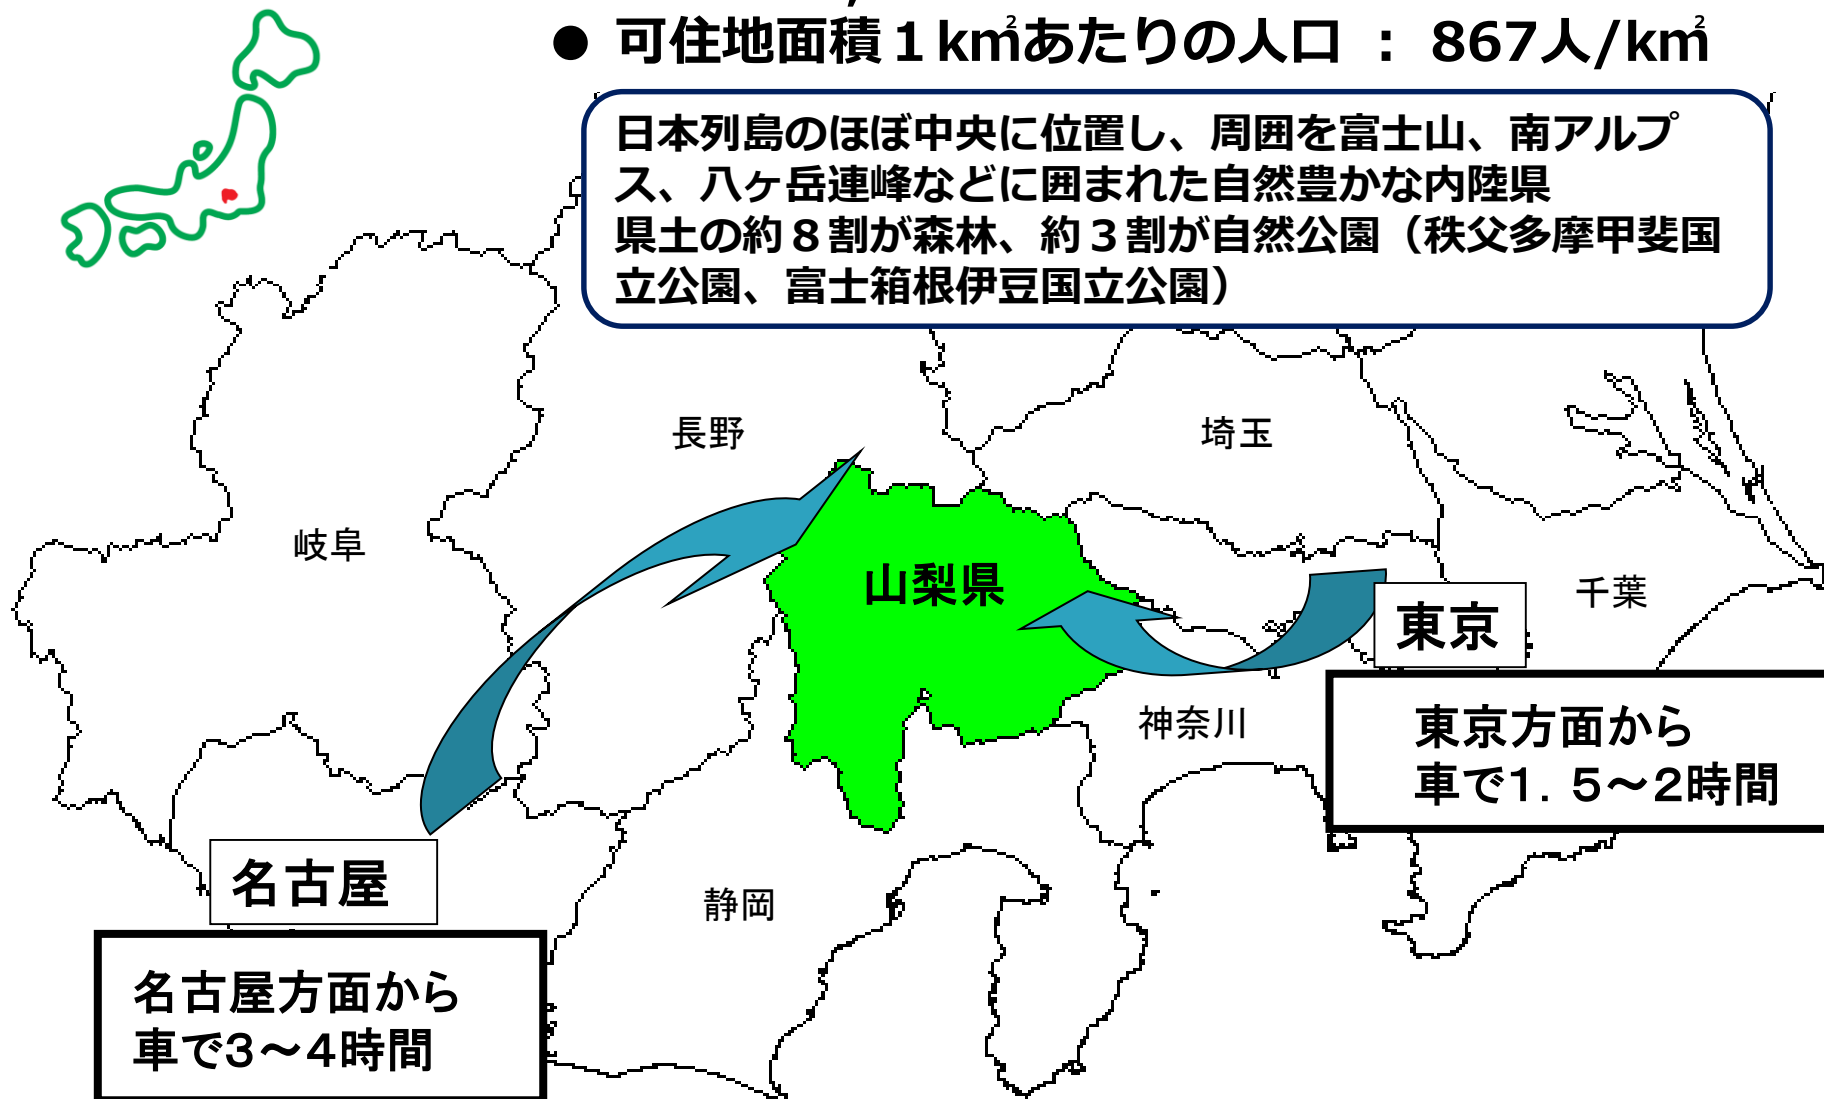 ● 可住地面積１k㎡あたりの人口 ： 867人/k㎡
日本列島のほぼ中央に位置し、周囲を富士山、南アルプ
ス、八ヶ岳連峰などに囲まれた自然豊かな内陸県
県土の約８割が森林、約３割が自然公園（秩父多摩甲斐国
立公園、富士箱根伊豆国立公園）
長野
埼玉
岐阜
山梨県
千葉
東京
神奈川
東京方面から
車で１．５～２時間
名古屋
静岡
名古屋方面から
車で３～４時間